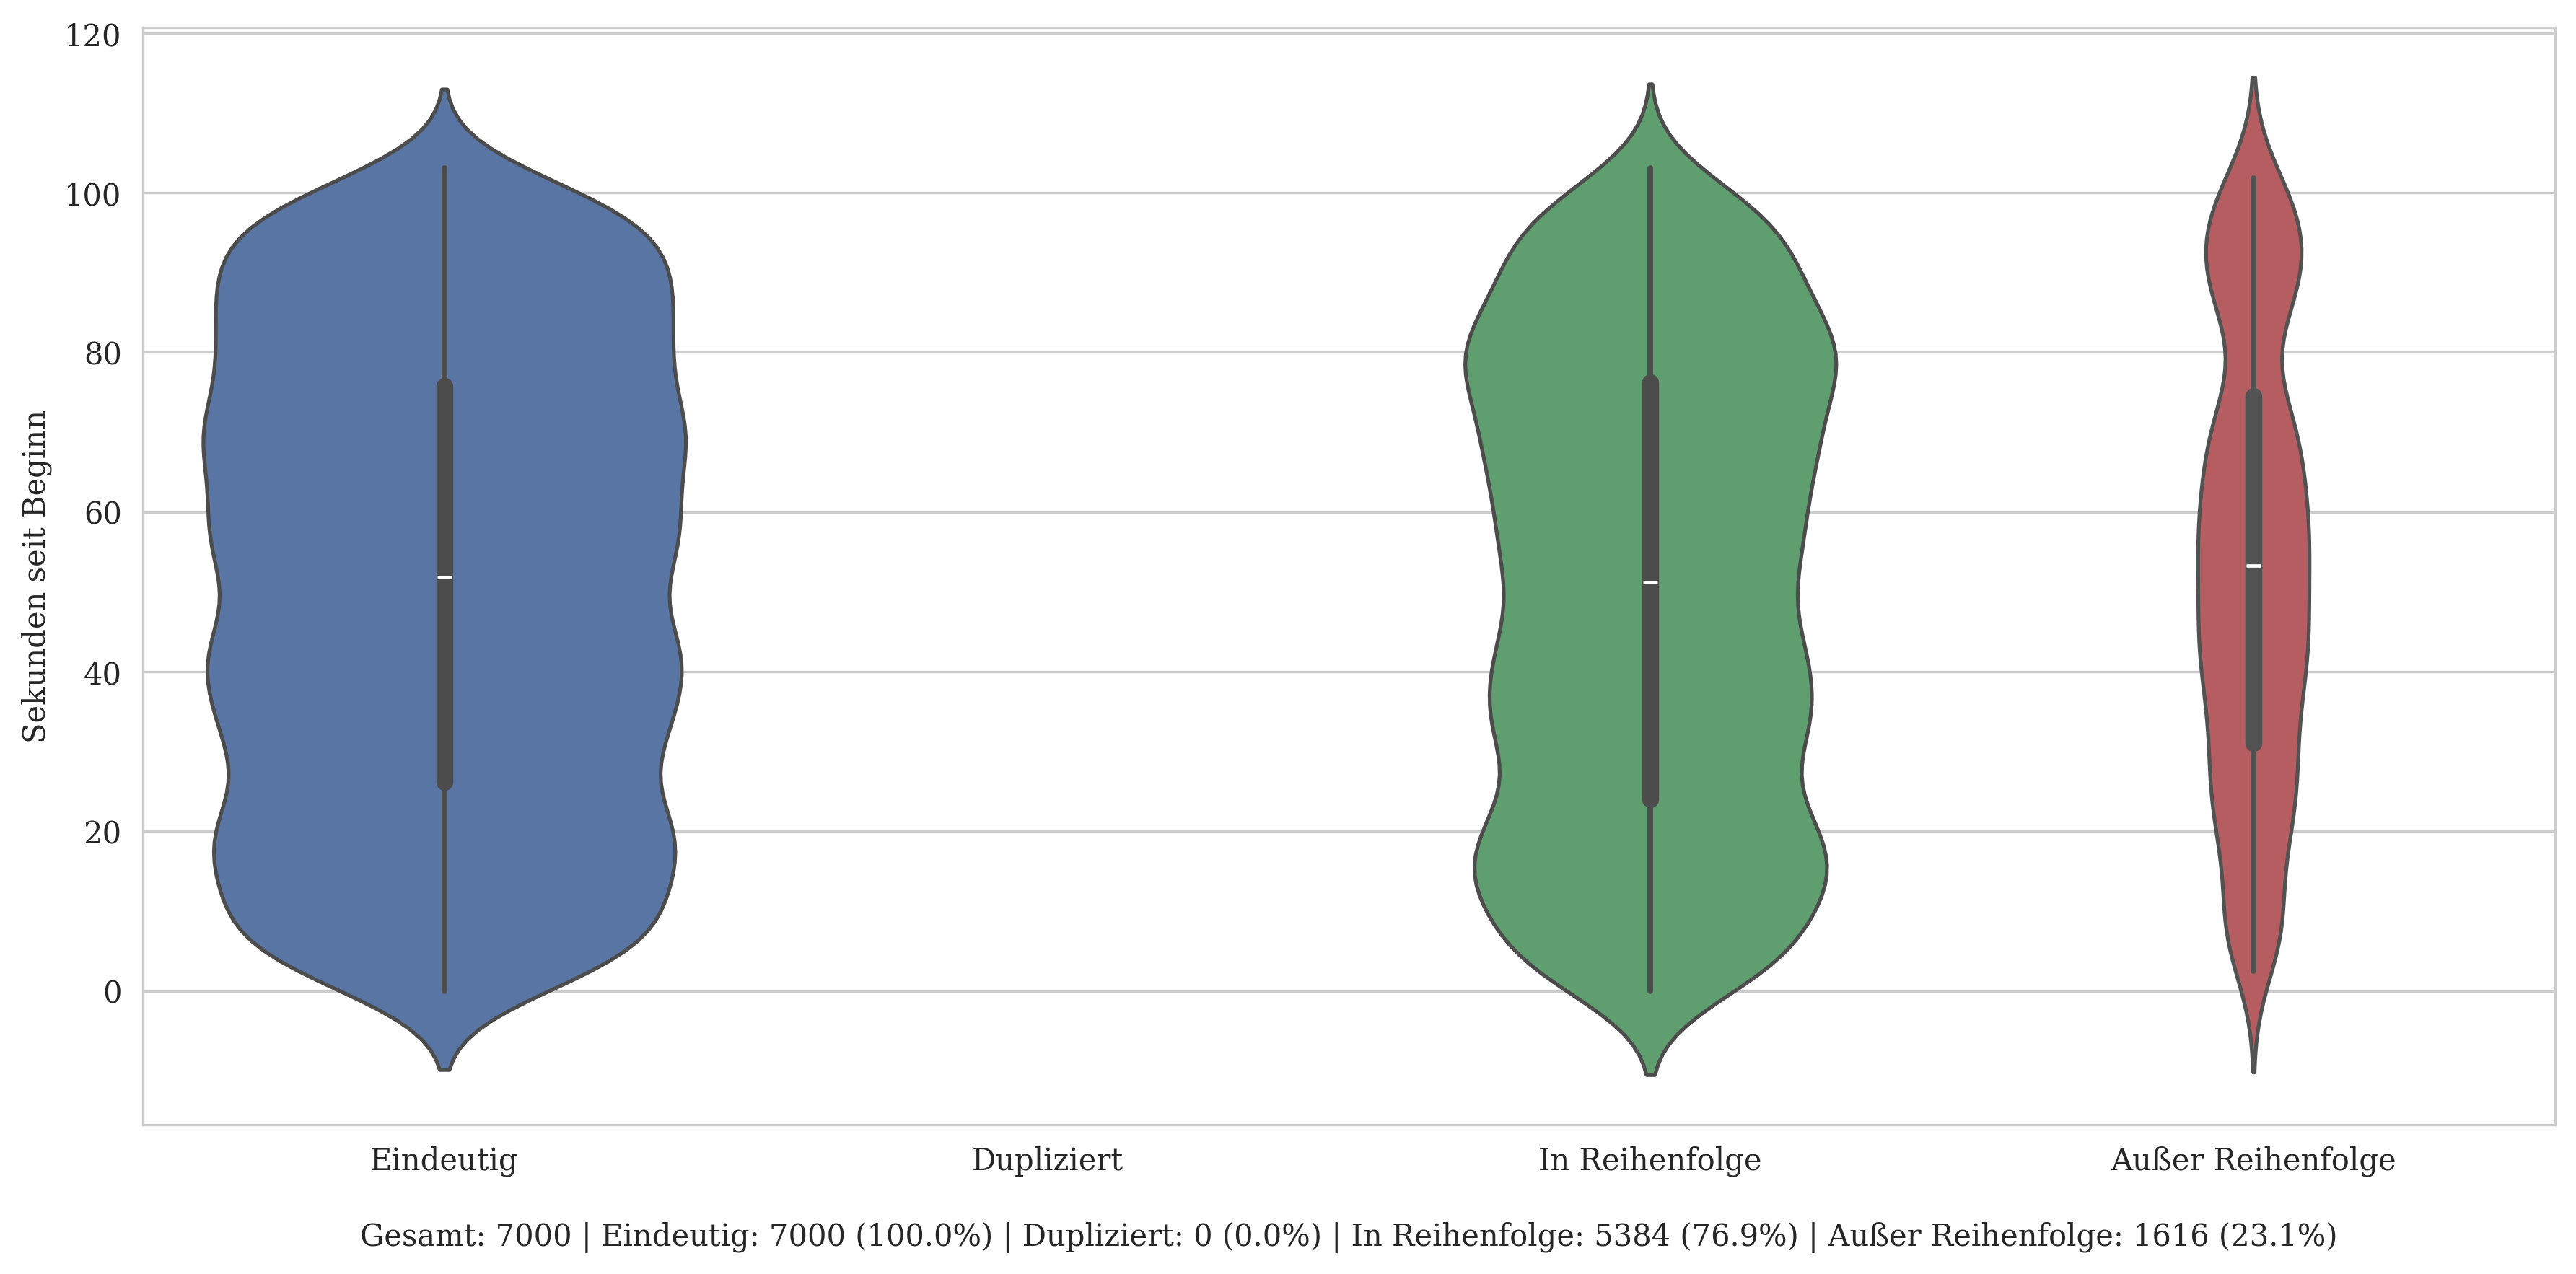 120
100
80
60
40
20
0
Sekunden seit Beginn
Eindeutig
Dupliziert
In Reihenfolge
Außer Reihenfolge
Gesamt: 7000 | Eindeutig: 7000 (100.0%) | Dupliziert: 0 (0.0%) | In Reihenfolge: 5384 (76.9%) | Außer Reihenfolge: 1616 (23.1%)